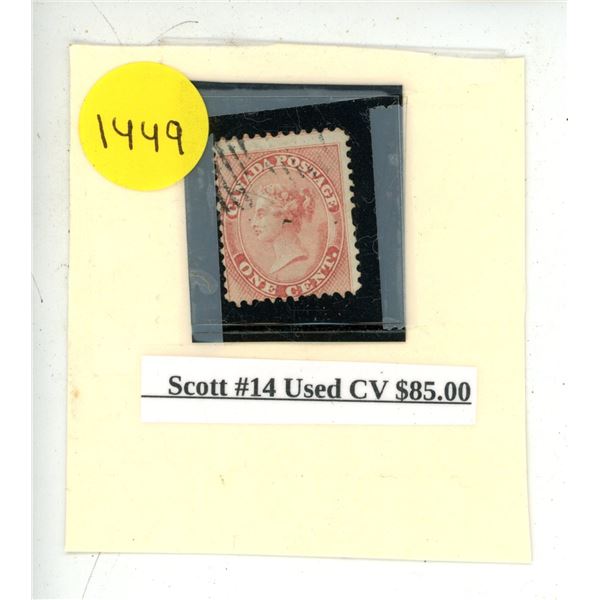 1449
CANADA POSTAGE
ONE CENT.
Scott #14 Used CV $85.00